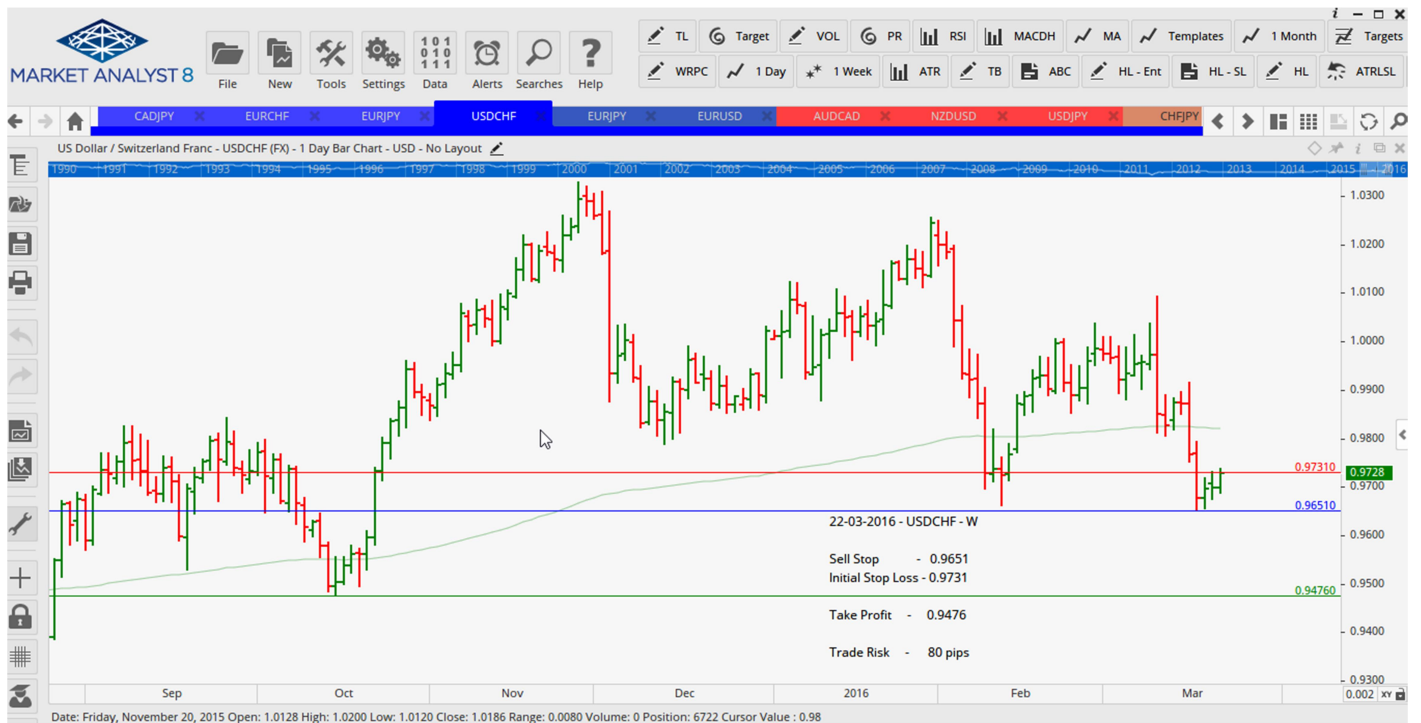 MARKET ANALYST 8
File
New
Tools
Settings
101
010
111
Data
Alerts
Searches
?
Help
TL
Target
VOL
PR
RSI
MACDH
MA
Templates
1 Month
Targets
WRPC
1 Day
1 Week
ATR
TB
ABC
HL - Ent
HL - SL
HL
ATRLSL
CADJPY
EURCHF
EURJPY
USDCHF
EURJPY
EURUSD
AUDCAD
NZDUSD
USDJPY
CHFJPY
US Dollar / Switzerland Franc - USDCHF (FX) - 1 Day Bar Chart - USD - No Layout
1990 1991 1992 1993 1994 1995 1996 1997 1998 1999 2000 2001 2002 2003 2004 2005 2006 2007 2008 2009 2010 2011 2012 2013 2014 2015 2016
1.0300
1.0200
1.0100
1.0000
0.9900
0.9800
0.97310
0.9728
0.9700
0.96510
22-03-2016 - USDCHF - W
0.9600
Sell Stop - 0.9651
Initial Stop Loss - 0.9731
0.9500
0.94760
Take Profit - 0.9476
0.9400
Trade Risk - 80 pips
0.9300
Sep Oct Nov Dec 2016 Feb Mar
0.002 XY
Date: Friday, November 20, 2015 Open: 1.0128 High: 1.0200 Low: 1.0120 Close: 1.0186 Range: 0.0080 Volume: 0 Position: 6722 Cursor Value : 0.98